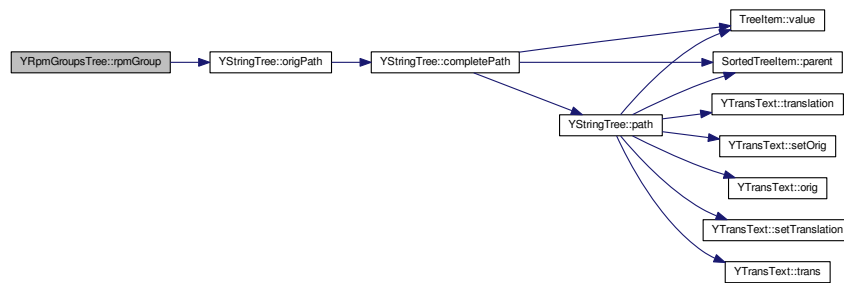 YRpmGroupsTree::rpmGroup
YStringTree::origPath
YStringTree::completePath
YStringTree::path
TreeItem::value
SortedTreeItem::parent
YTransText::translation
YTransText::setOrig
YTransText::orig
YTransText::setTranslation
YTransText::trans